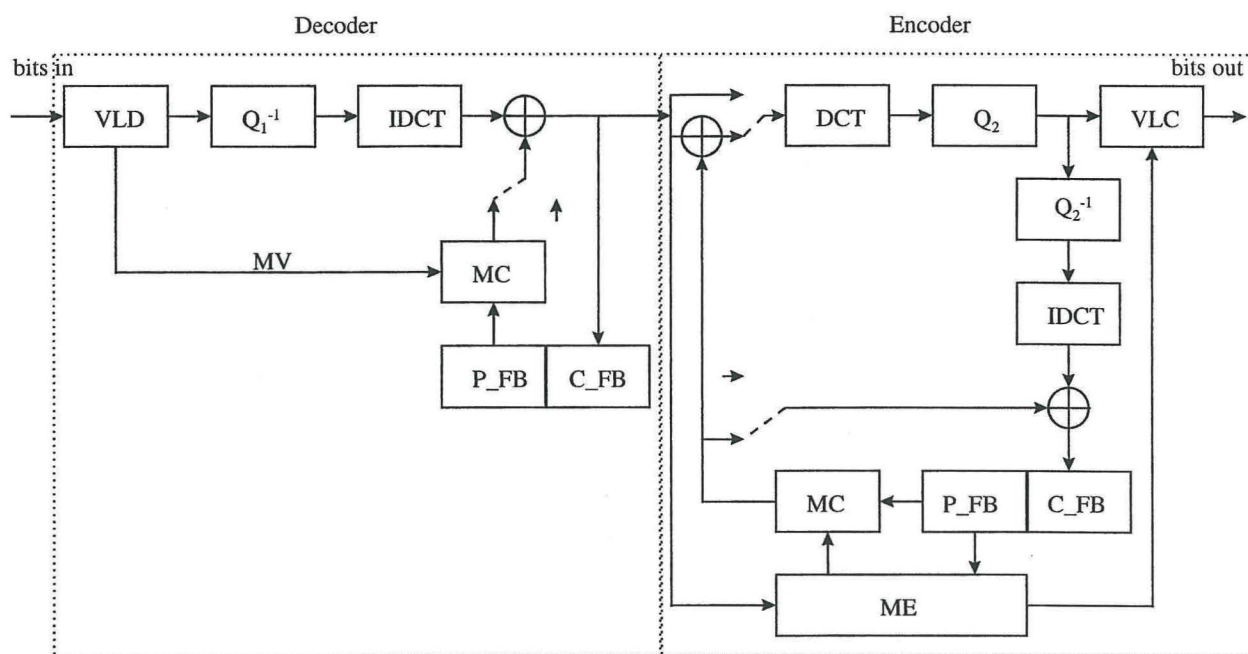 Decoder
Encoder
bits in
bits out
VLD
Q₁⁻¹
IDCT
DCT
Q₂
VLC
Q₂⁻¹
MV
MC
IDCT
P_FB
C_FB
MC
P_FB
C_FB
ME